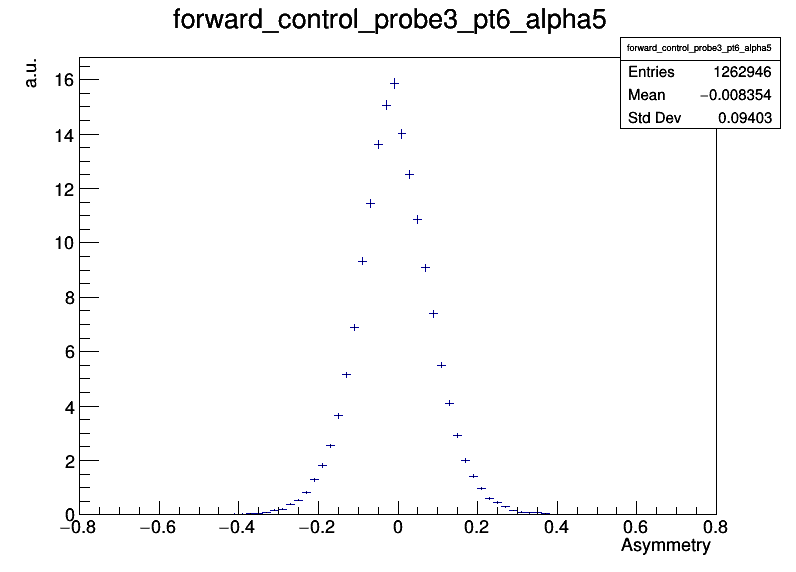 forward_control_probe3_pt6_alpha5
forward_control_probe3_pt6_alpha5
Entries 1262946
Mean −0.008354
Std Dev 0.09403
a.u.
16
14
12
10
8
6
4
2
0
−0.8 −0.6 −0.4 −0.2 0 0.2 0.4 0.6 0.8
Asymmetry